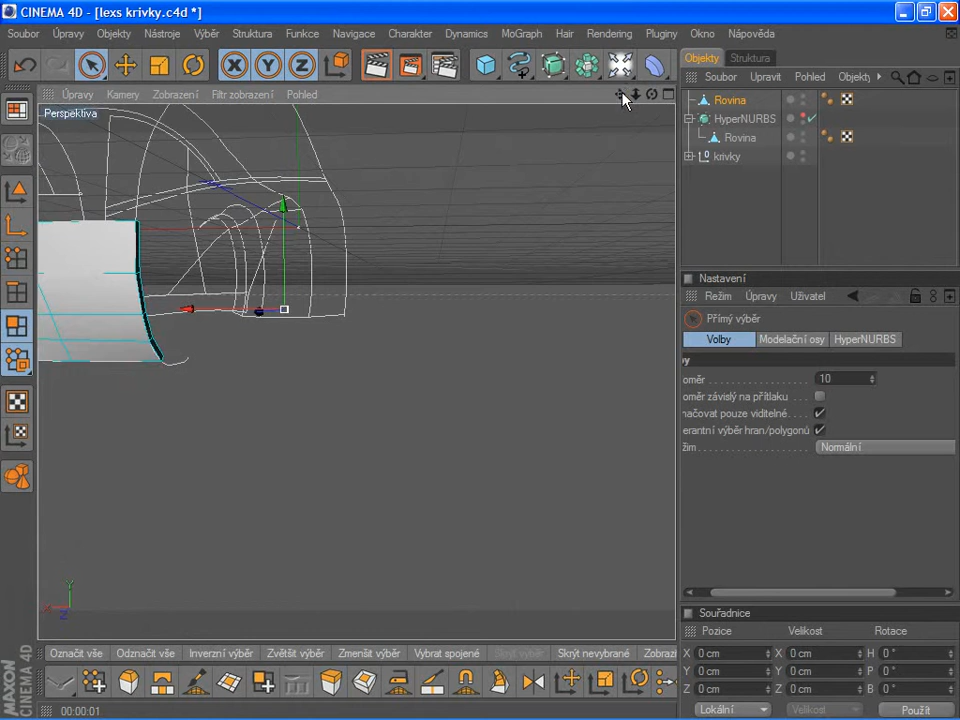 CINEMA 4D - [lexs krivky.c4d *]
Soubor Úpravy Objekty Nástroje Výběr Struktura Funkce Navigace Charakter Dynamics MoGraph Hair Rendering Pluginy Okno Nápověda
Objekty Struktura
Soubor Upravit Pohled Objekty
Úpravy Kamery Zobrazení Filtr zobrazení Pohled
Perspektiva
Rovina
HyperNURBS
Rovina
krivky
Nastavení
Režim Úpravy Uživatel
Přímý výběr
Volby Modelační osy HyperNURBS
by
oměr 10
oměr závislý na přítlaku
načovat pouze viditelné
erantní výběr hran/polygonů
žim Normální
Souřadnice
Pozice Velikost Rotace
X 0 cm X 0 cm H 0 °
Y 0 cm Y 0 cm P 0 °
Z 0 cm Z 0 cm B 0 °
Lokální Velikost Použít
Y
X
Z
Označit vše Odznačit vše Inverzní výběr Zvětšit výběr Zmenšit výběr Vybrat spojené Skrýt výběr Skrýt nevybrané Zobrazi
MAXON
CINEMA 4D
00:00:01